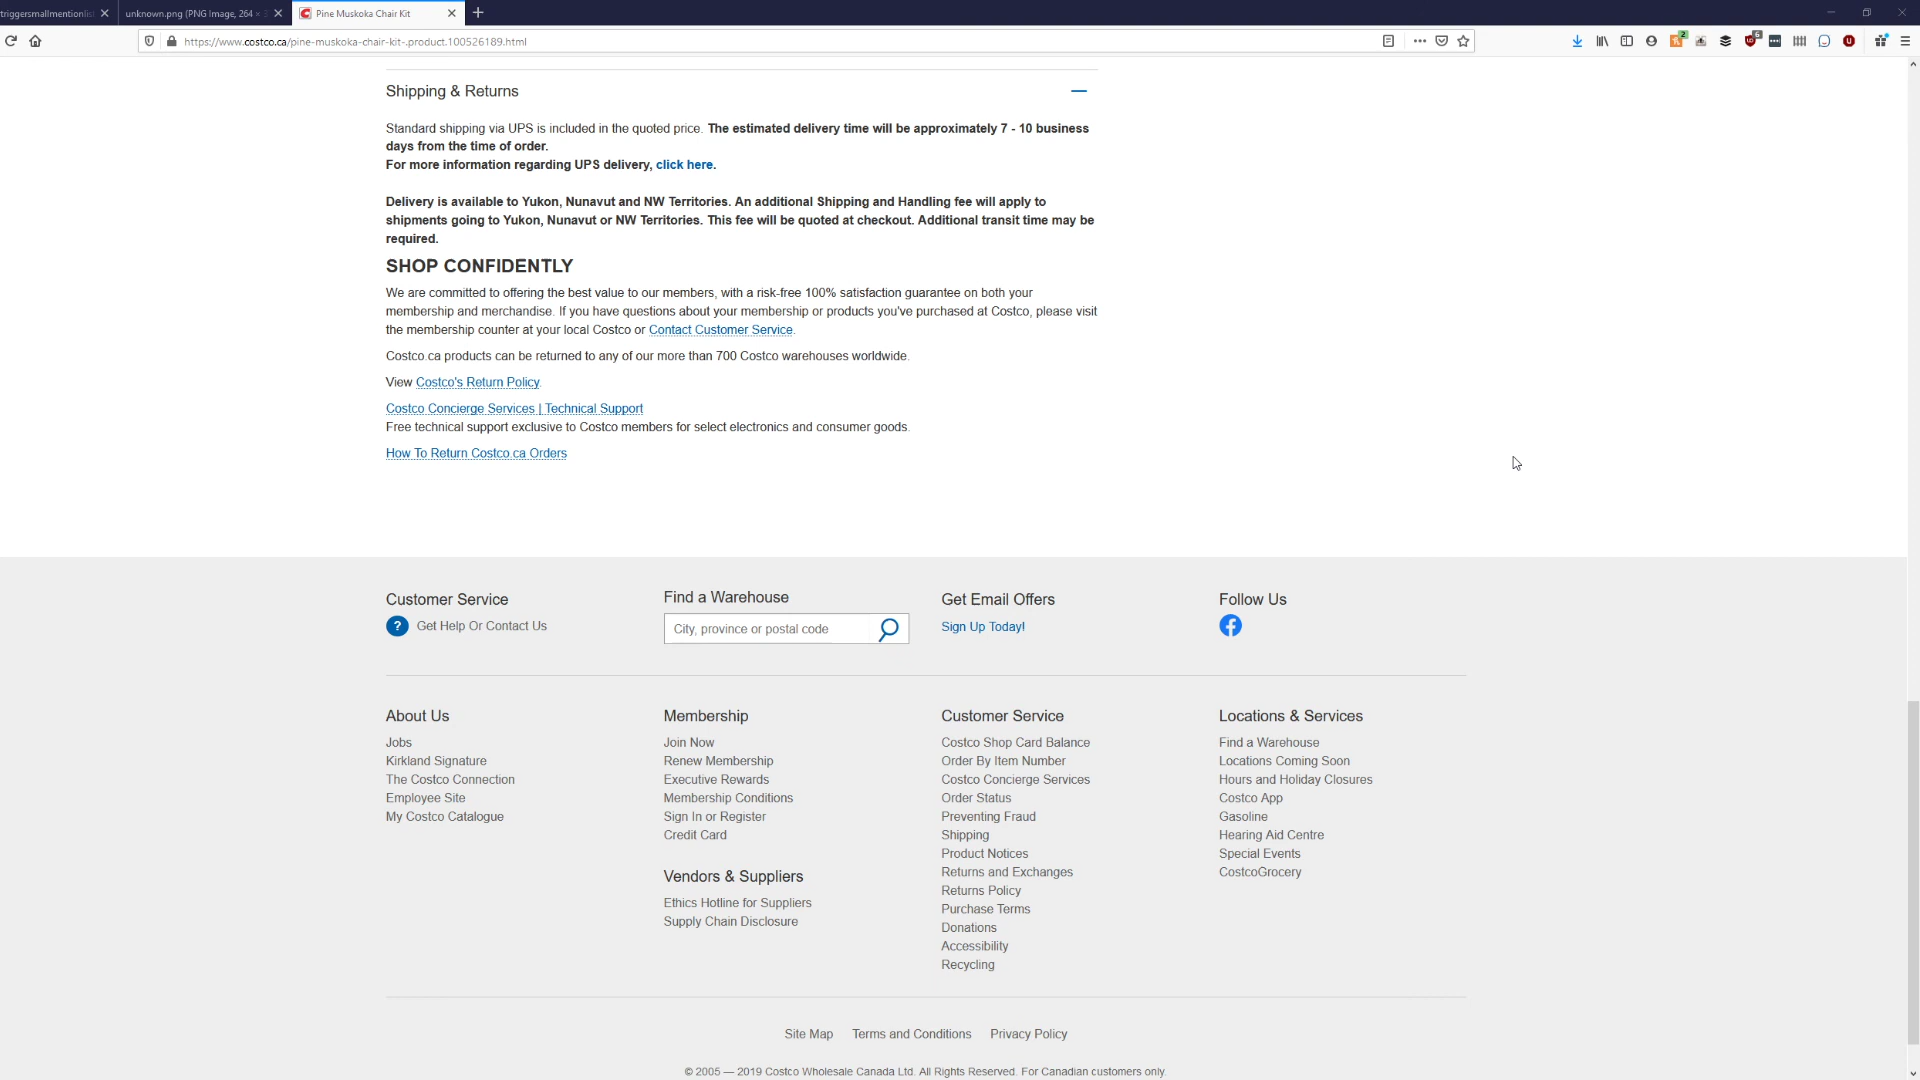 triggersmallmentionlis
unknown.png (PNG Image, 264 ×
Pine Muskoka Chair Kit
https://www.costco.ca/pine-muskoka-chair-kit-.product.100526189.html
2
6
Shipping & Returns
Standard shipping via UPS is included in the quoted price. The estimated delivery time will be approximately 7 - 10 business
days from the time of order.
For more information regarding UPS delivery, click here.
Delivery is available to Yukon, Nunavut and NW Territories. An additional Shipping and Handling fee will apply to
shipments going to Yukon, Nunavut or NW Territories. This fee will be quoted at checkout. Additional transit time may be
required.
SHOP CONFIDENTLY
We are committed to offering the best value to our members, with a risk-free 100% satisfaction guarantee on both your
membership and merchandise. If you have questions about your membership or products you've purchased at Costco, please visit
the membership counter at your local Costco or Contact Customer Service.
Costco.ca products can be returned to any of our more than 700 Costco warehouses worldwide.
View Costco's Return Policy.
Costco Concierge Services | Technical Support
Free technical support exclusive to Costco members for select electronics and consumer goods.
How To Return Costco.ca Orders
Customer Service
? Get Help Or Contact Us
Find a Warehouse
City, province or postal code
Get Email Offers
Sign Up Today!
Follow Us
About Us
Jobs
Kirkland Signature
The Costco Connection
Employee Site
My Costco Catalogue
Membership
Join Now
Renew Membership
Executive Rewards
Membership Conditions
Sign In or Register
Credit Card
Vendors & Suppliers
Ethics Hotline for Suppliers
Supply Chain Disclosure
Customer Service
Costco Shop Card Balance
Order By Item Number
Costco Concierge Services
Order Status
Preventing Fraud
Shipping
Product Notices
Returns and Exchanges
Returns Policy
Purchase Terms
Donations
Accessibility
Recycling
Locations & Services
Find a Warehouse
Locations Coming Soon
Hours and Holiday Closures
Costco App
Gasoline
Hearing Aid Centre
Special Events
CostcoGrocery
Site Map Terms and Conditions Privacy Policy
© 2005 — 2019 Costco Wholesale Canada Ltd. All Rights Reserved. For Canadian customers only.